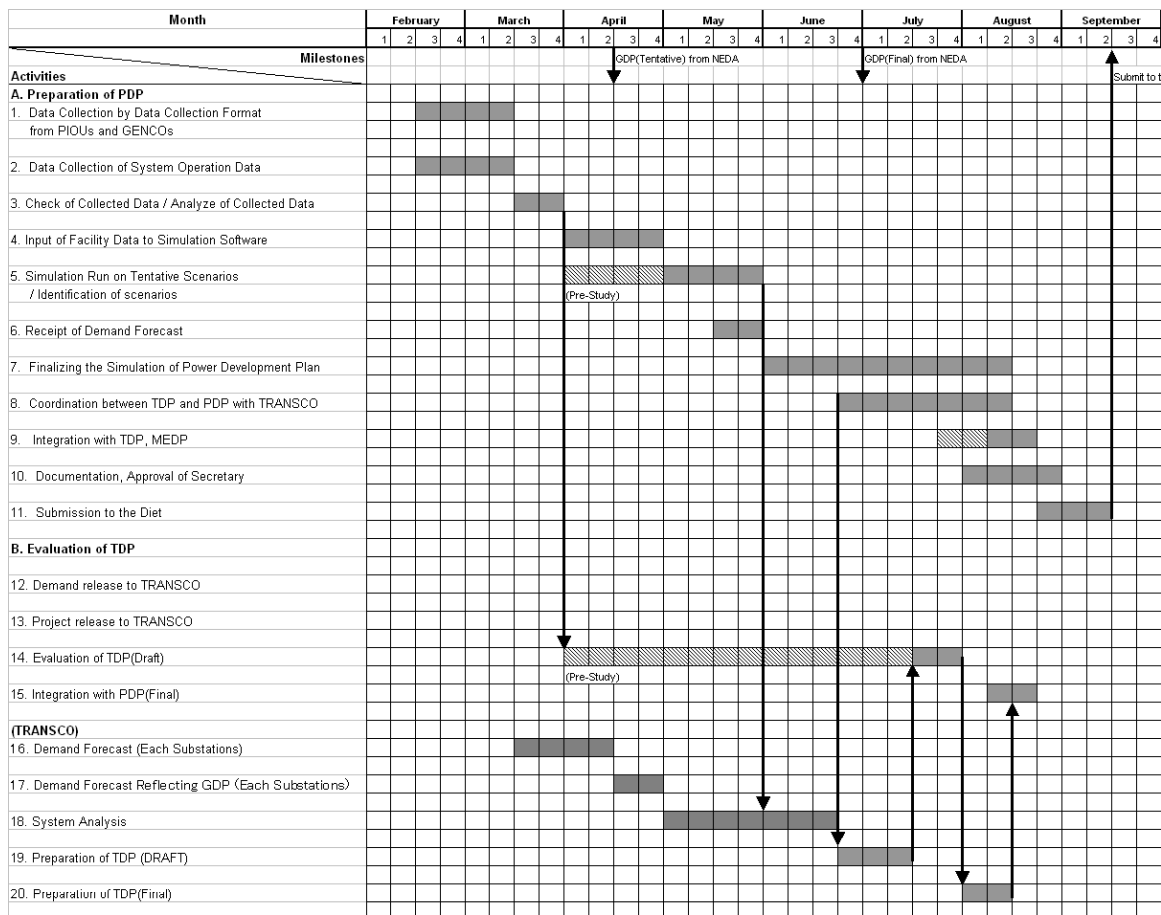 Month February March April May June July August September
1 2 3 4 1 2 3 4 1 2 3 4 1 2 3 4 1 2 3 4 1 2 3 4 1 2 3 4 1 2 3 4
Milestones GDP(Tentative) from NEDA GDP(Final) from NEDA
Activities Submit to t
A. Preparation of PDP
1. Data Collection by Data Collection Format
from PIOUs and GENCOs
2. Data Collection of System Operation Data
3. Check of Collected Data / Analyze of Collected Data
4. Input of Facility Data to Simulation Software
5. Simulation Run on Tentative Scenarios
/ Identification of scenarios (Pre-Study)
6. Receipt of Demand Forecast
7. Finalizing the Simulation of Power Development Plan
8. Coordination between TDP and PDP with TRANSCO
9. Integration with TDP, MEDP
10. Documentation, Approval of Secretary
11. Submission to the Diet
B. Evaluation of TDP
12. Demand release to TRANSCO
13. Project release to TRANSCO
14. Evaluation of TDP(Draft)
(Pre-Study)
15. Integration with PDP(Final)
(TRANSCO)
16. Demand Forecast (Each Substations)
17. Demand Forecast Reflecting GDP (Each Substations)
18. System Analysis
19. Preparation of TDP (DRAFT)
20. Preparation of TDP(Final)